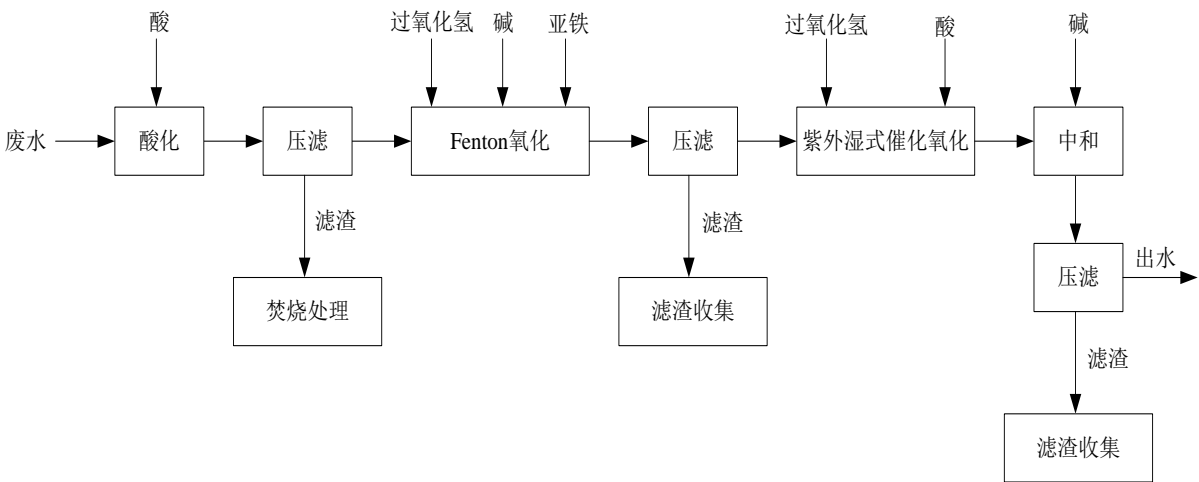 酸
过氧化氢
碱
亚铁
过氧化氢
酸
碱
废水
酸化
压滤
Fenton氧化
压滤
紫外湿式催化氧化
中和
滤渣
滤渣
压滤
出水
焚烧处理
滤渣收集
滤渣
滤渣收集